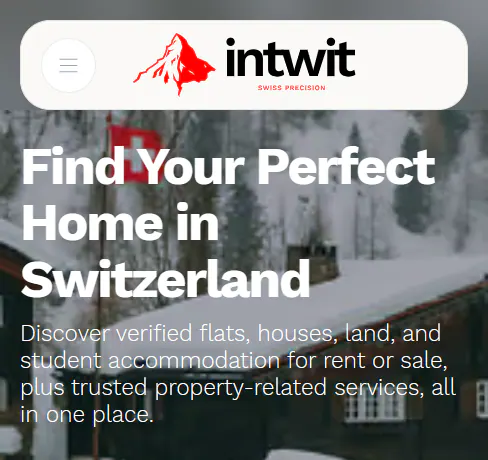 intwit
SWISS PRECISION
Find Your Perfect
Home in
Switzerland
Discover verified flats, houses, land, and
student accommodation for rent or sale,
plus trusted property-related services, all
in one place.